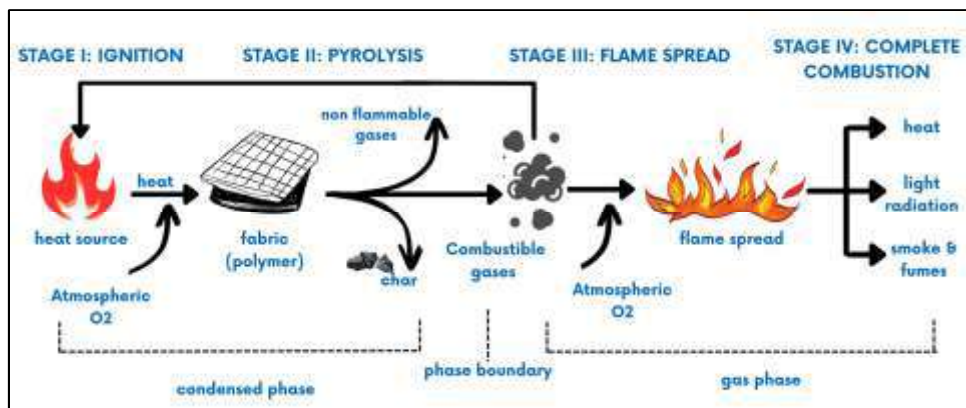 STAGE I: IGNITION
STAGE II: PYROLYSIS
STAGE III: FLAME SPREAD
STAGE IV: COMPLETE
COMBUSTION
non flammable
gases
heat
heat
light
radiation
heat source
fabric
(polymer)
Combustible
gases
flame spread
smoke &
fumes
char
Atmospheric
O2
Atmospheric
O2
condensed phase
phase boundary
gas phase